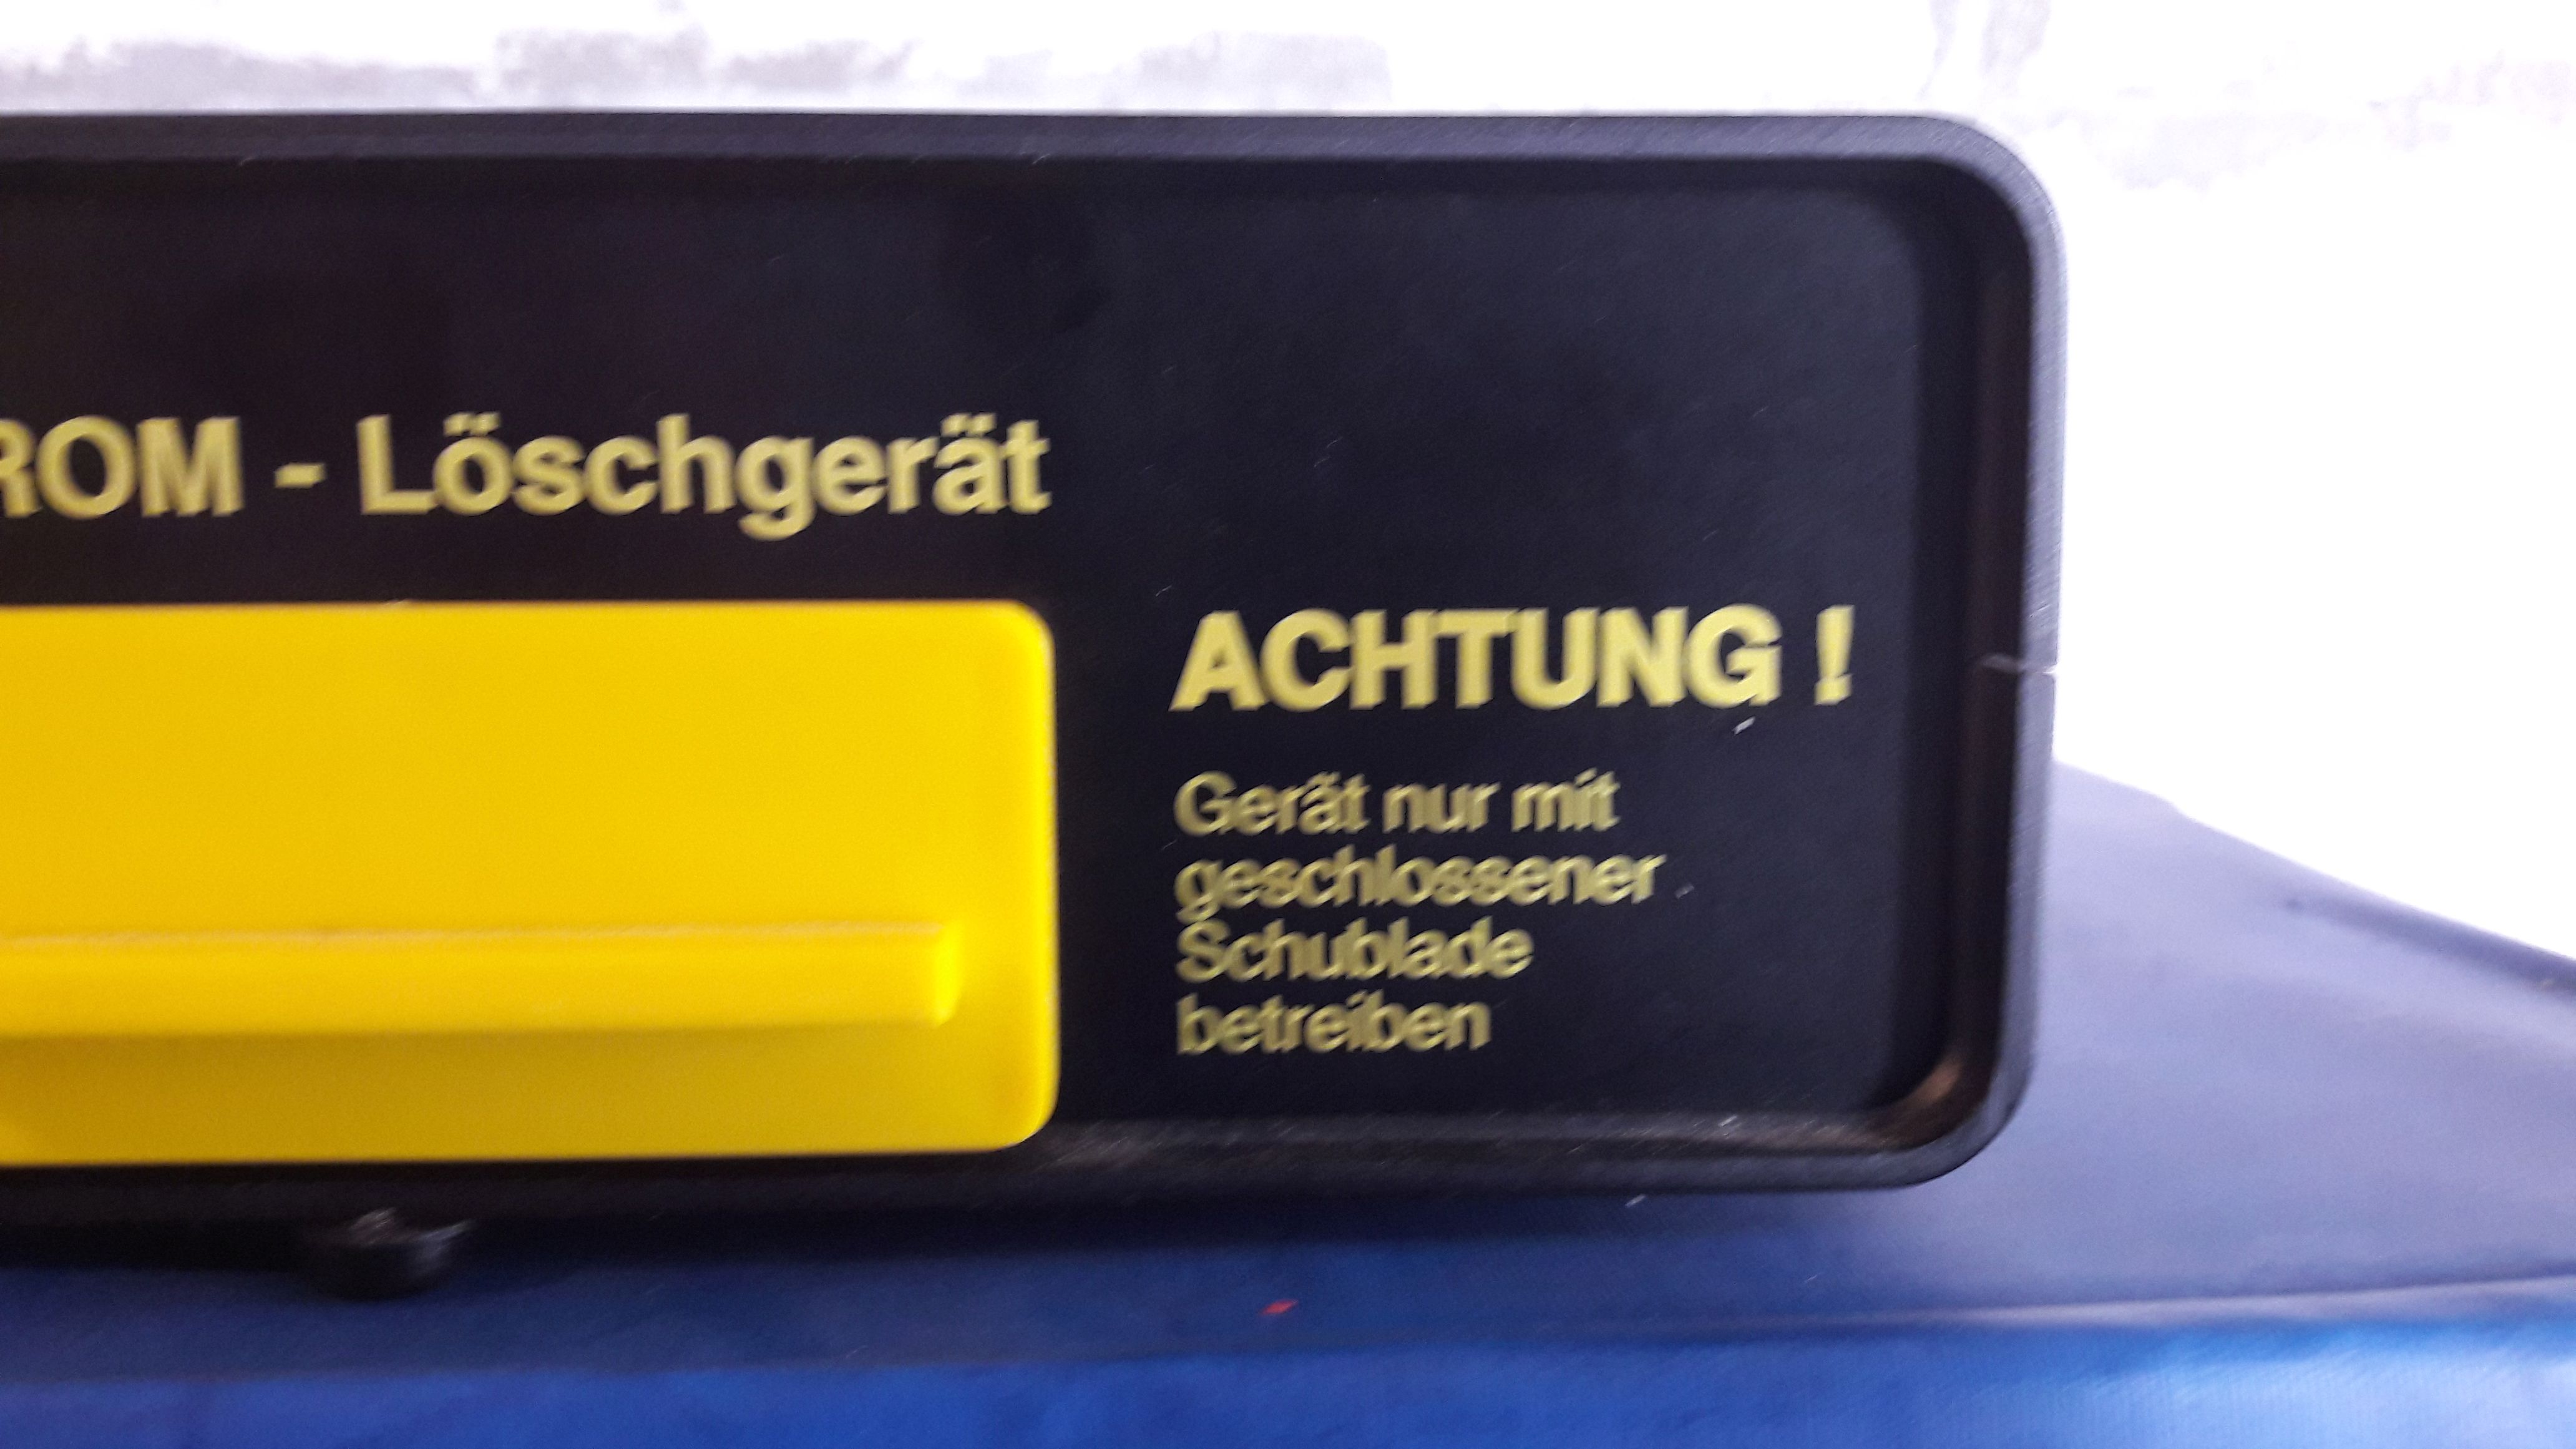 ROM - Löschgerät
ACHTUNG !
Gerät nur mit
geschlossener
Schublade
betreiben